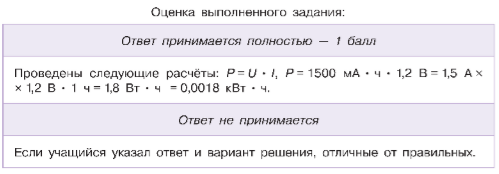 Оценка выполненного задания:
Ответ принимается полностью — 1 балл
Проведены следующие расчёты: P = U · I, P = 1500 мА · ч · 1,2 В = 1,5 А ×
× 1,2 В · 1 ч = 1,8 Вт · ч = 0,0018 кВт · ч.
Ответ не принимается
Если учащийся указал ответ и вариант решения, отличные от правильных.